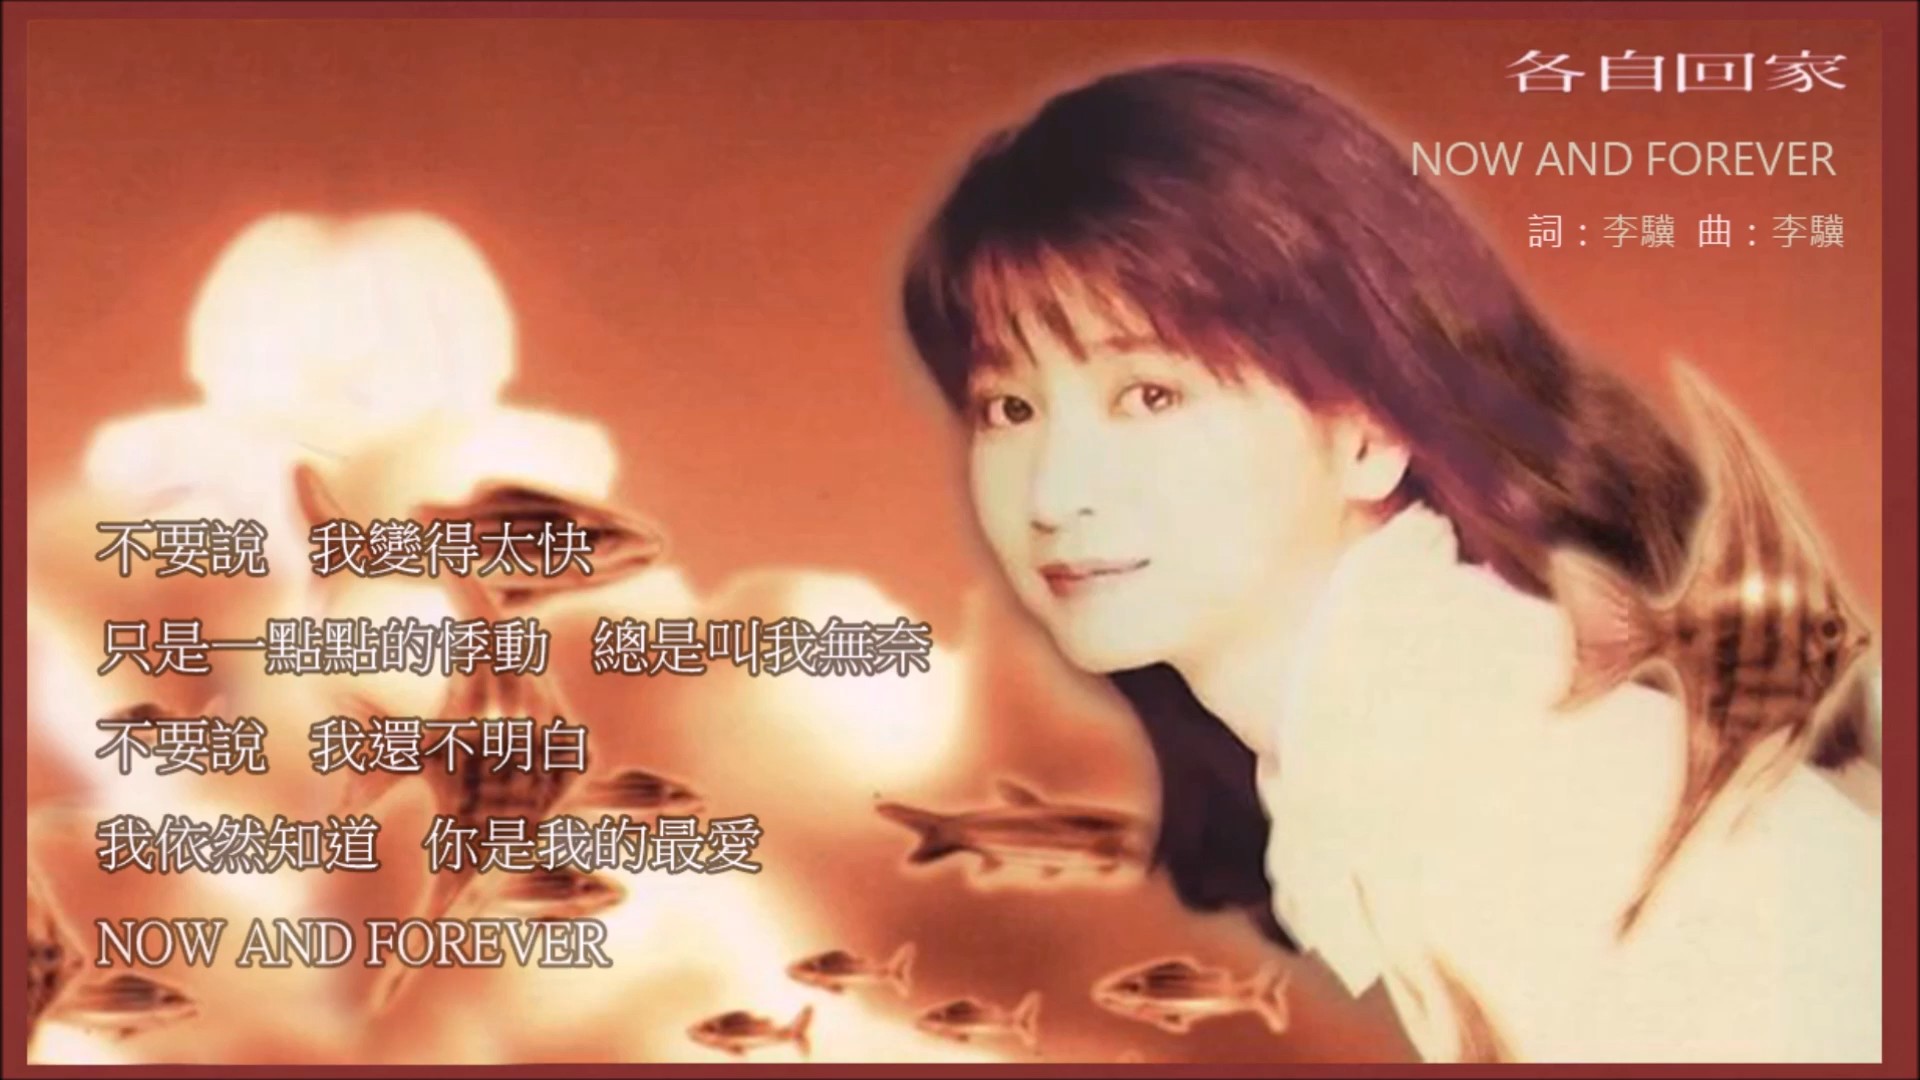 各自回家
NOW AND FOREVER
詞：李驥 曲：李驥
不要說 我變得太快
只是一點點的悸動 總是叫我無奈
不要說 我還不明白
我依然知道 你是我的最愛
NOW AND FOREVER